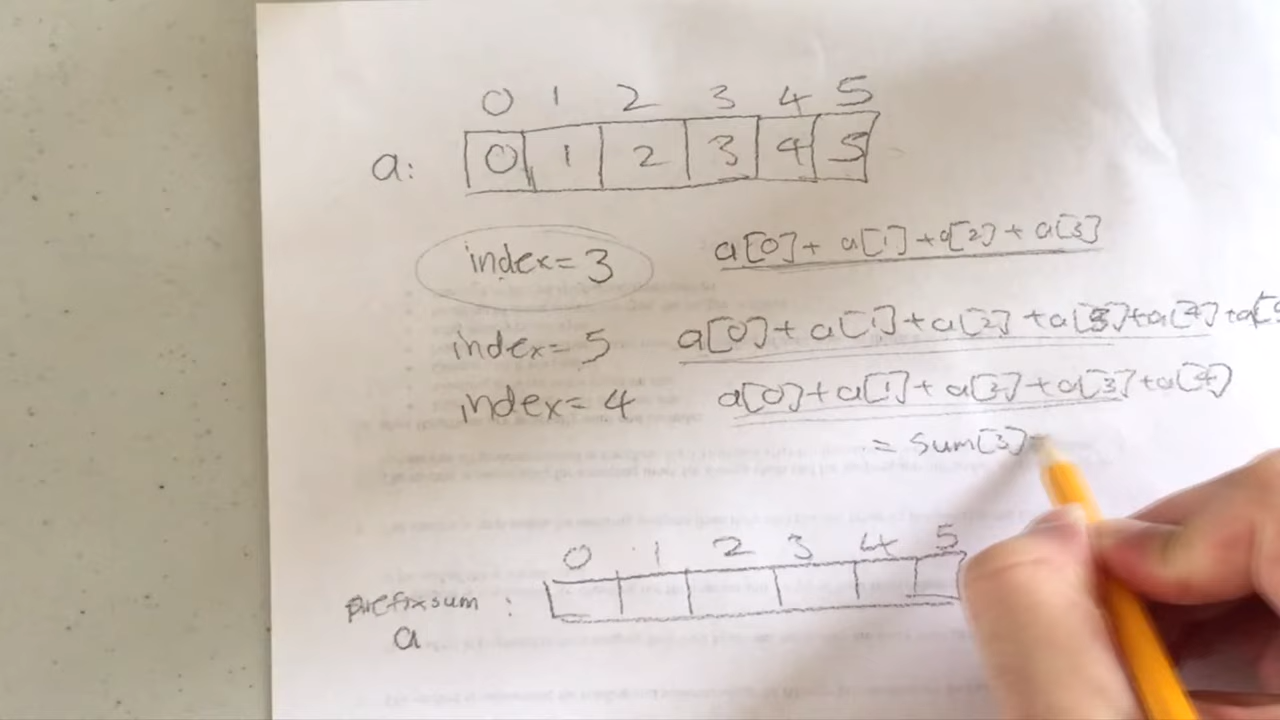 0 1 2 3 4 5
a: 0 1 2 3 4 5
index=3 a[0]+ a[1]+a[2]+a[3]
index=5 a[0]+a[1]+a[2]+a[3]+a[4]+a[
index=4 a[0]+a[1]+a[2]+a[3]+a[4]
= sum[3]
0 1 2 3 4 5
prefixsum :
a